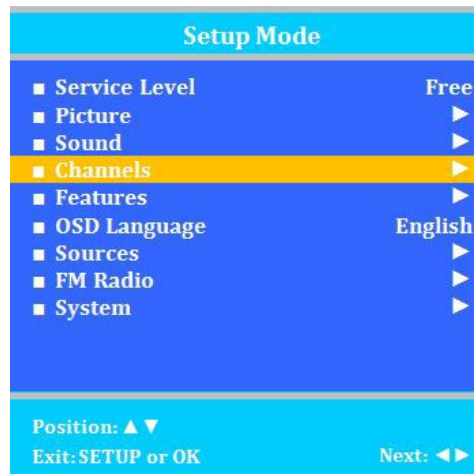 Setup Mode
■ Service Level Free
■ Picture ▶
■ Sound ▶
■ Channels ▶
■ Features ▶
■ OSD Language English
■ Sources ▶
■ FM Radio ▶
■ System ▶
Position: ▲ ▼
Exit: SETUP or OK Next: ◀ ▶